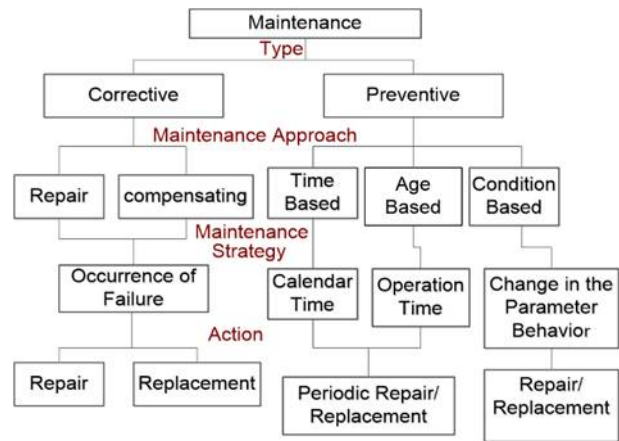 Maintenance
Type
Corrective
Preventive
Maintenance Approach
Repair
compensating
Time
Based
Age
Based
Condition
Based
Maintenance
Strategy
Occurrence of
Failure
Calendar
Time
Operation
Time
Change in the
Parameter
Behavior
Action
Repair
Replacement
Periodic Repair/
Replacement
Repair/
Replacement